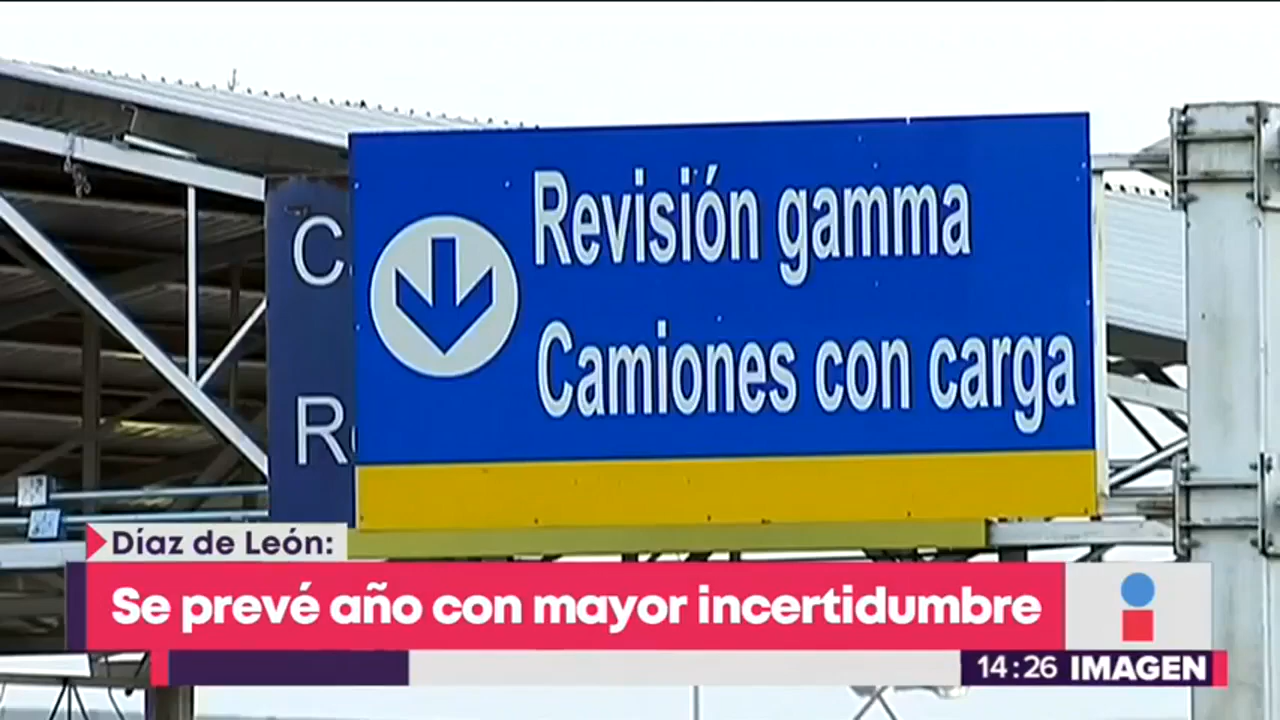 Revisión gamma
Camiones con carga
Díaz de León:
Se prevé año con mayor incertidumbre
14:26 IMAGEN